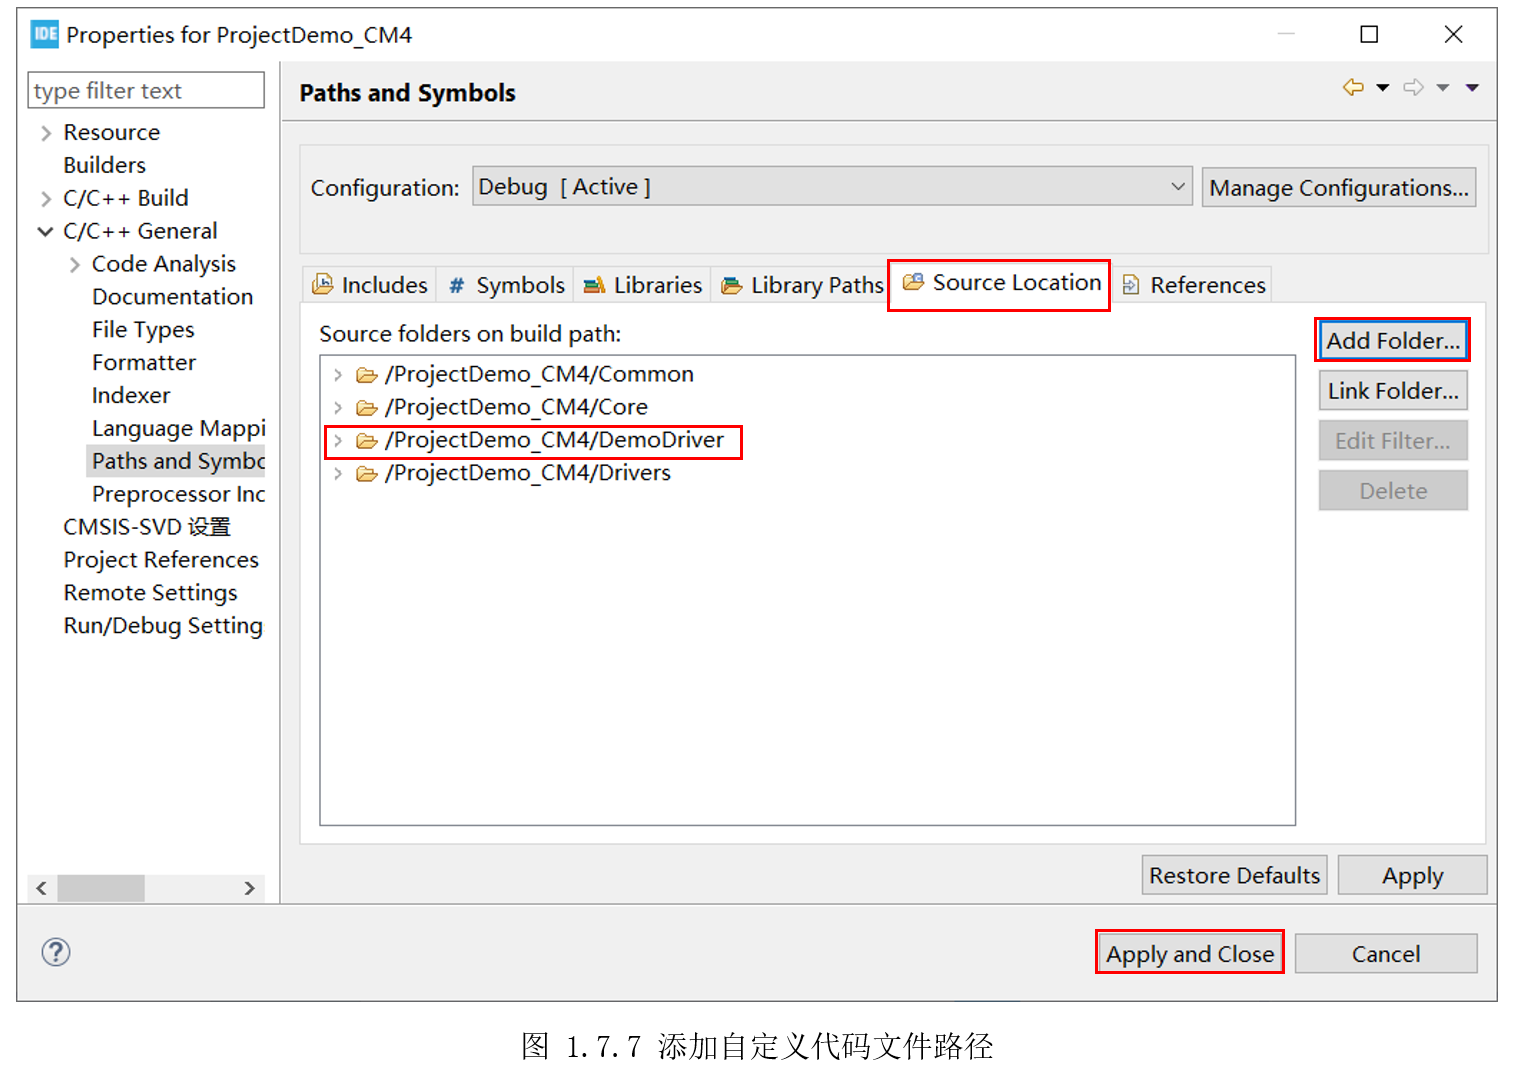 IDE Properties for ProjectDemo_CM4
type filter text
Resource
Builders
C/C++ Build
C/C++ General
Code Analysis
Documentation
File Types
Formatter
Indexer
Language Mappi
Paths and Symbo
Preprocessor Inc
CMSIS-SVD 设置
Project References
Remote Settings
Run/Debug Setting
Paths and Symbols
Configuration: Debug [ Active ] Manage Configurations...
Includes # Symbols Libraries Library Paths Source Location References
Source folders on build path:
/ProjectDemo_CM4/Common
/ProjectDemo_CM4/Core
/ProjectDemo_CM4/DemoDriver
/ProjectDemo_CM4/Drivers
Add Folder...
Link Folder...
Edit Filter...
Delete
Restore Defaults Apply
? Apply and Close Cancel
图 1.7.7 添加自定义代码文件路径